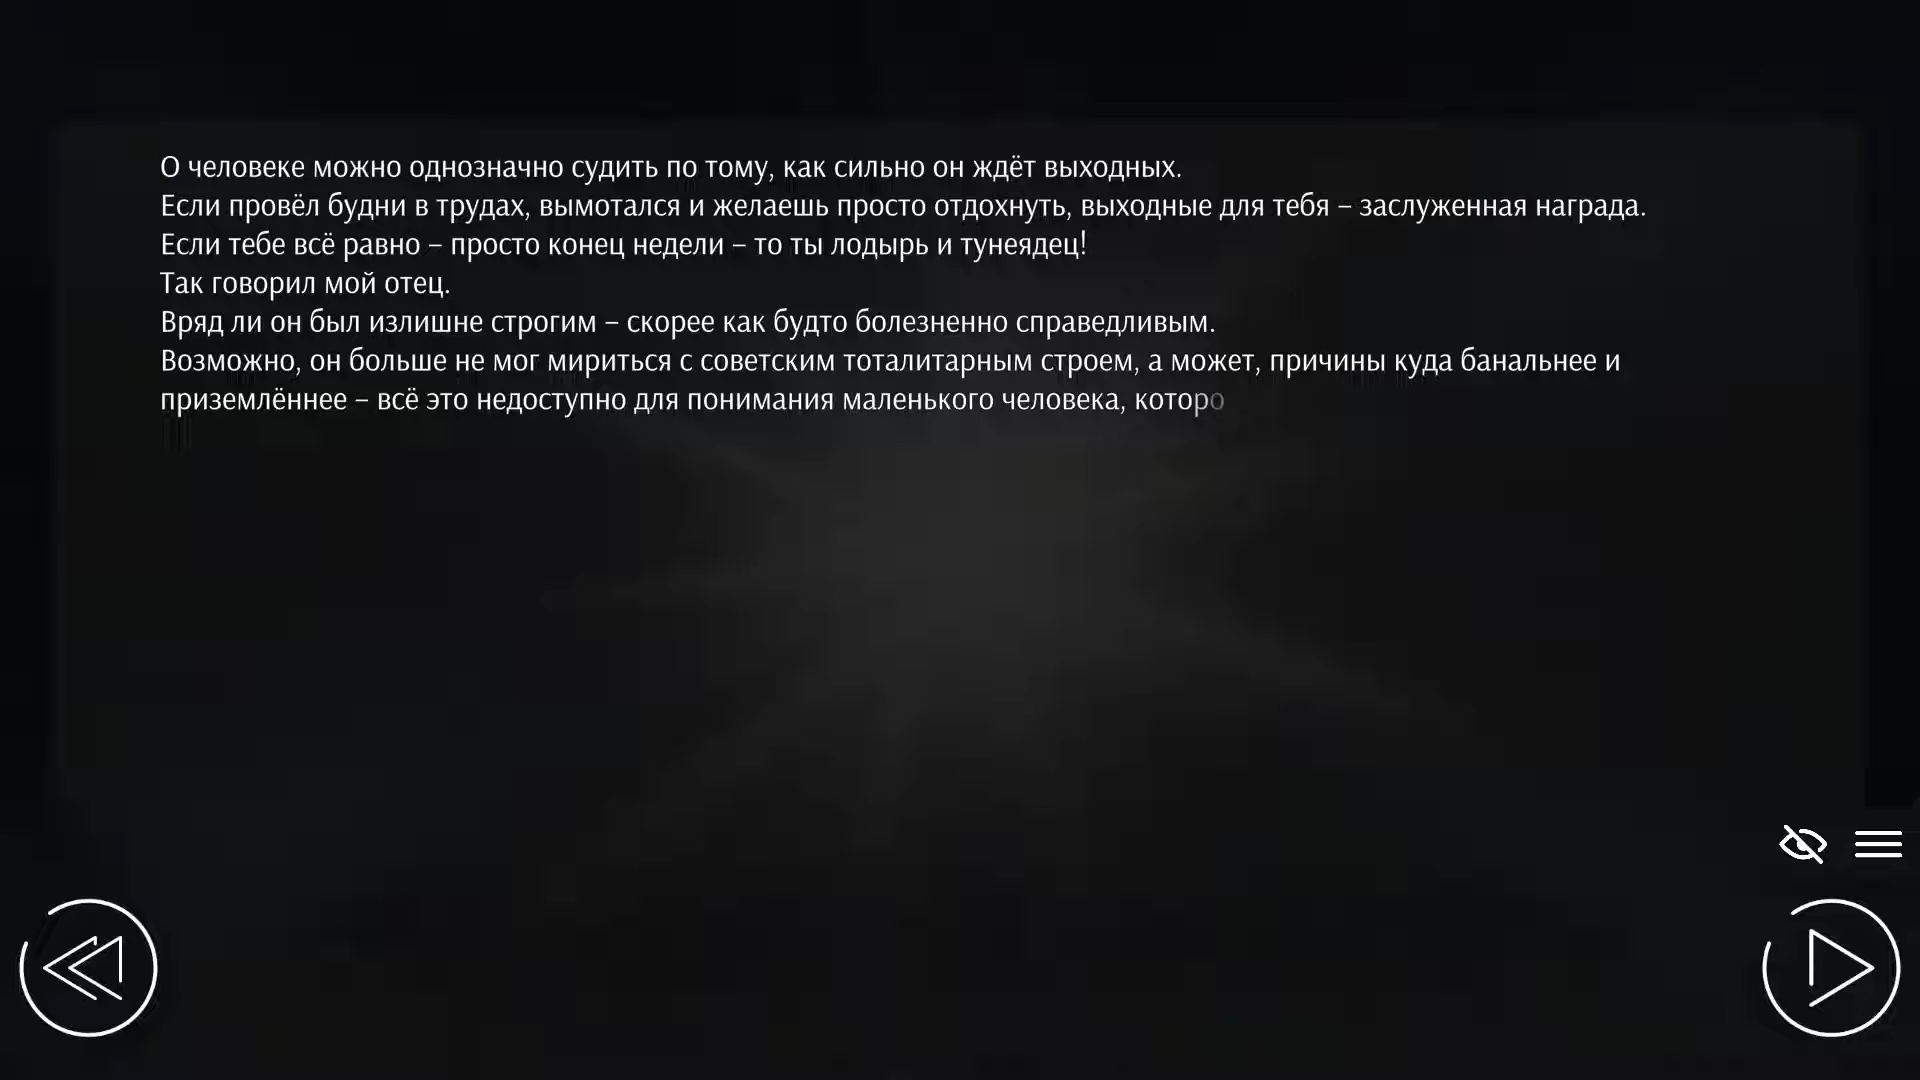 О человеке можно однозначно судить по тому, как сильно он ждёт выходных.
Если провёл будни в трудах, вымотался и желаешь просто отдохнуть, выходные для тебя – заслуженная награда.
Если тебе всё равно – просто конец недели – то ты лодырь и тунеядец!
Так говорил мой отец.
Вряд ли он был излишне строгим – скорее как будто болезненно справедливым.
Возможно, он больше не мог мириться с советским тоталитарным строем, а может, причины куда банальнее и
приземлённее – всё это недоступно для понимания маленького человека, которо